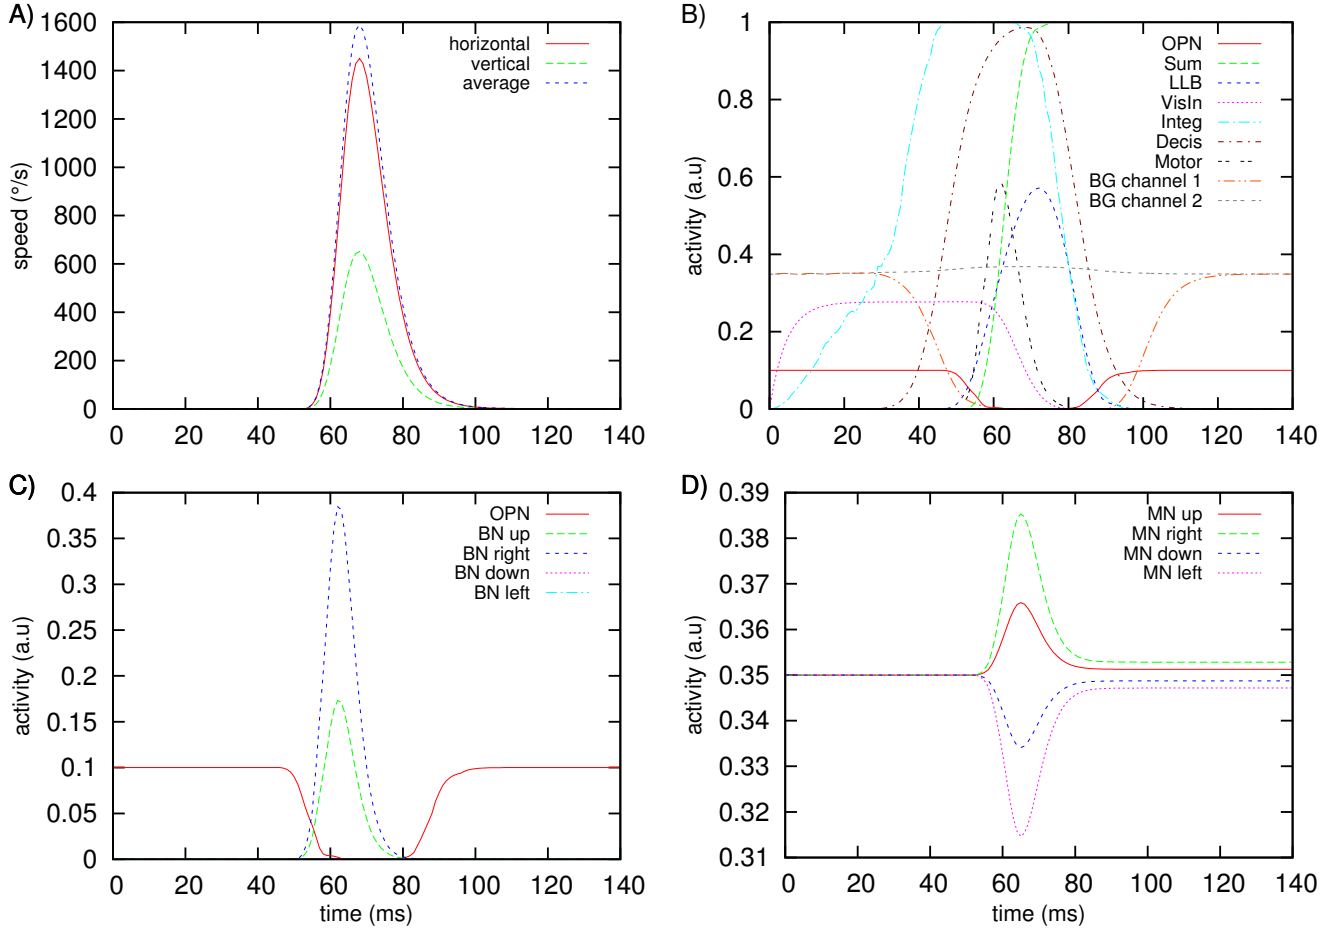 A)
1600
1400
1200
1000
800
600
400
200
0
speed (°/s)
horizontal
vertical
average
0 20 40 60 80 100 120 140
B)
1
0.8
0.6
0.4
0.2
0
activity (a.u)
OPN
Sum
LLB
VisIn
Integ
Decis
Motor
BG channel 1
BG channel 2
0 20 40 60 80 100 120 140
C)
0.4
0.35
0.3
0.25
0.2
0.15
0.1
0.05
0
activity (a.u)
OPN
BN up
BN right
BN down
BN left
0 20 40 60 80 100 120 140
time (ms)
D)
0.39
0.38
0.37
0.36
0.35
0.34
0.33
0.32
0.31
activity (a.u)
MN up
MN right
MN down
MN left
0 20 40 60 80 100 120 140
time (ms)